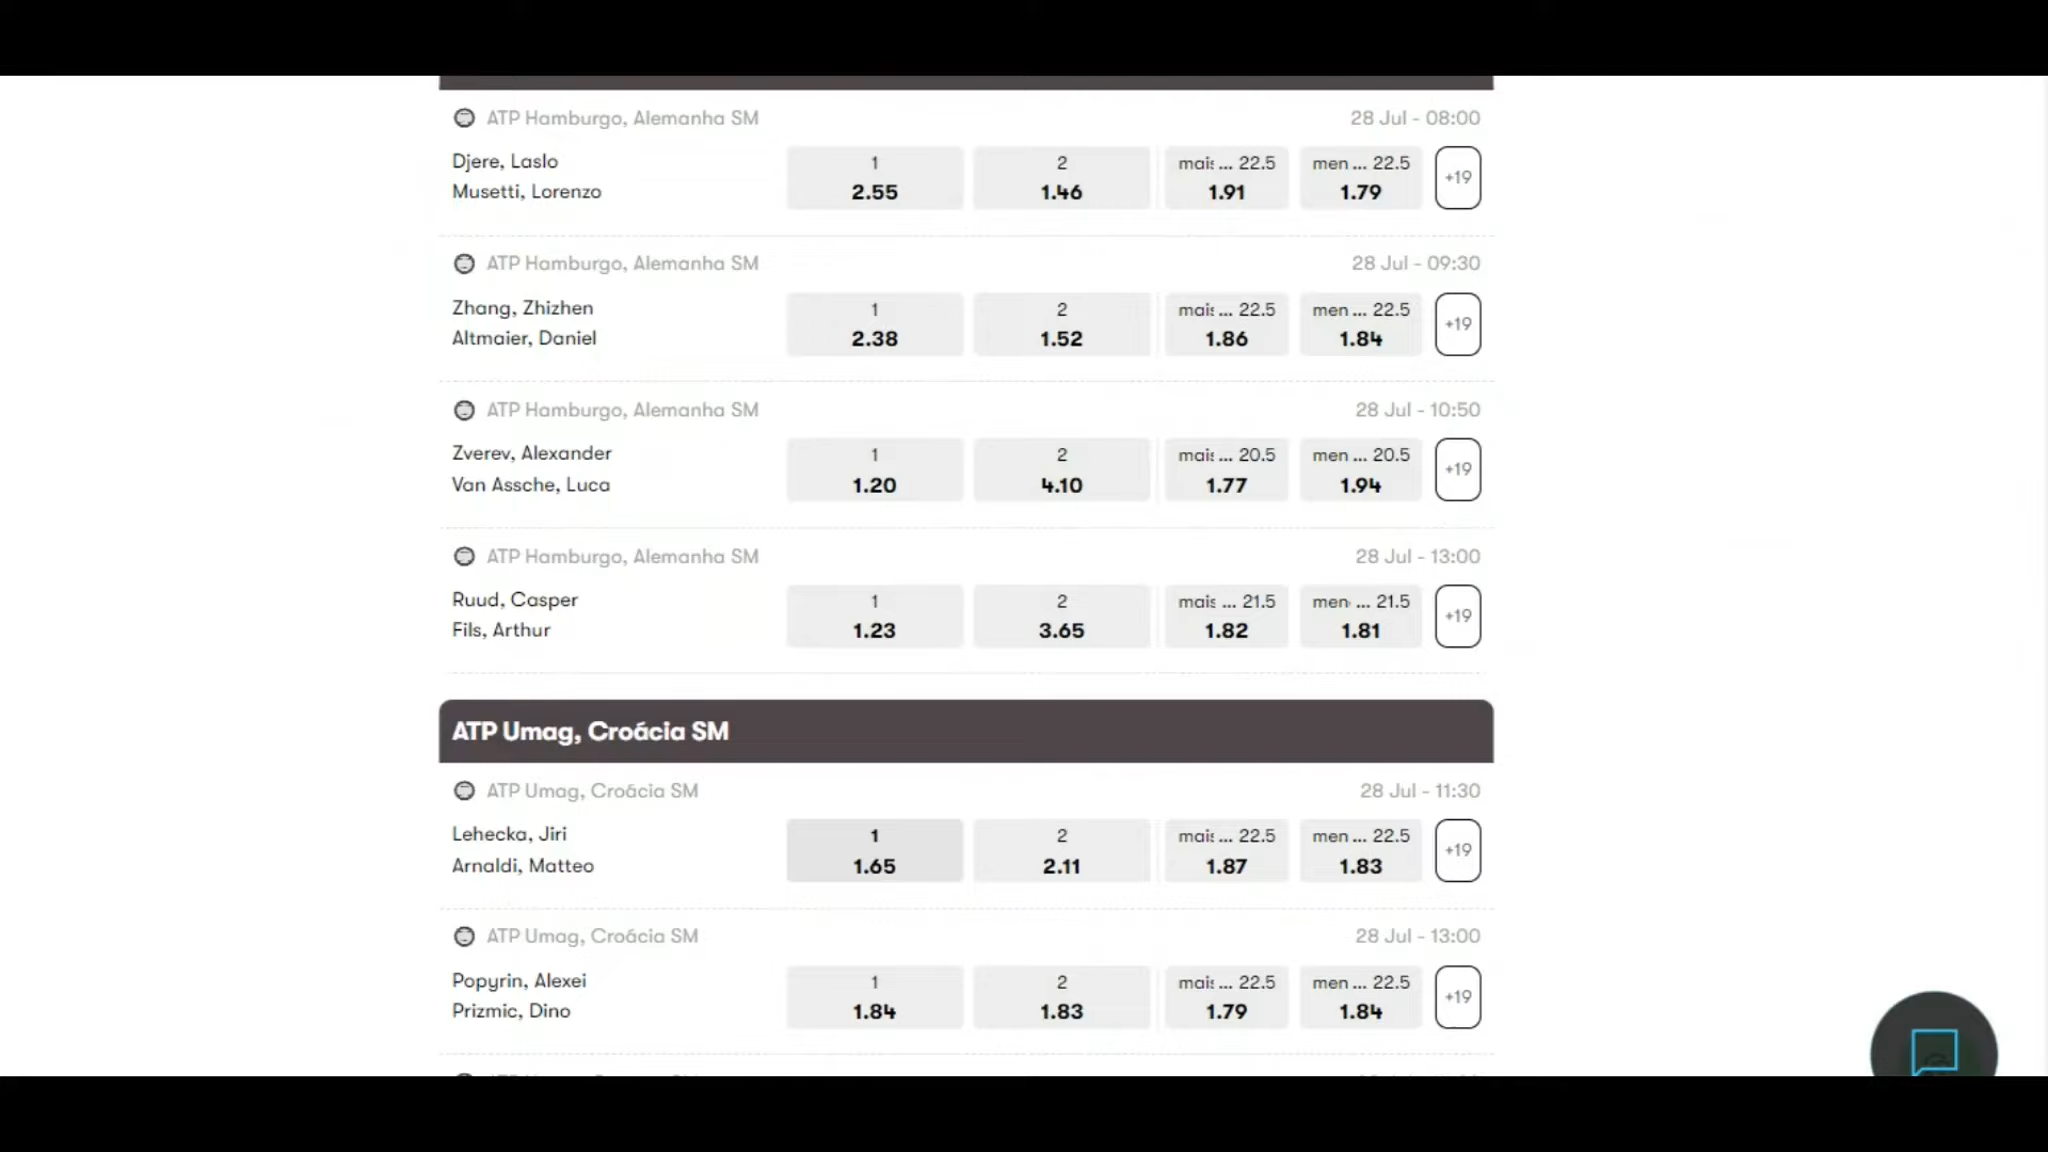 ATP Hamburgo, Alemanha SM 28 Jul - 08:00
Djere, Laslo
Musetti, Lorenzo
1 2 mais ... 22.5 men ... 22.5 +19
2.55 1.46 1.91 1.79
ATP Hamburgo, Alemanha SM 28 Jul - 09:30
Zhang, Zhizhen
Altmaier, Daniel
1 2 mais ... 22.5 men ... 22.5 +19
2.38 1.52 1.86 1.84
ATP Hamburgo, Alemanha SM 28 Jul - 10:50
Zverev, Alexander
Van Assche, Luca
1 2 mais ... 20.5 men ... 20.5 +19
1.20 4.10 1.77 1.94
ATP Hamburgo, Alemanha SM 28 Jul - 13:00
Ruud, Casper
Fils, Arthur
1 2 mais ... 21.5 men ... 21.5 +19
1.23 3.65 1.82 1.81
ATP Umag, Croácia SM
ATP Umag, Croácia SM 28 Jul - 11:30
Lehecka, Jiri
Arnaldi, Matteo
1 2 mais ... 22.5 men ... 22.5 +19
1.65 2.11 1.87 1.83
ATP Umag, Croácia SM 28 Jul - 13:00
Popyrin, Alexei
Prizmic, Dino
1 2 mais ... 22.5 men ... 22.5 +19
1.84 1.83 1.79 1.84